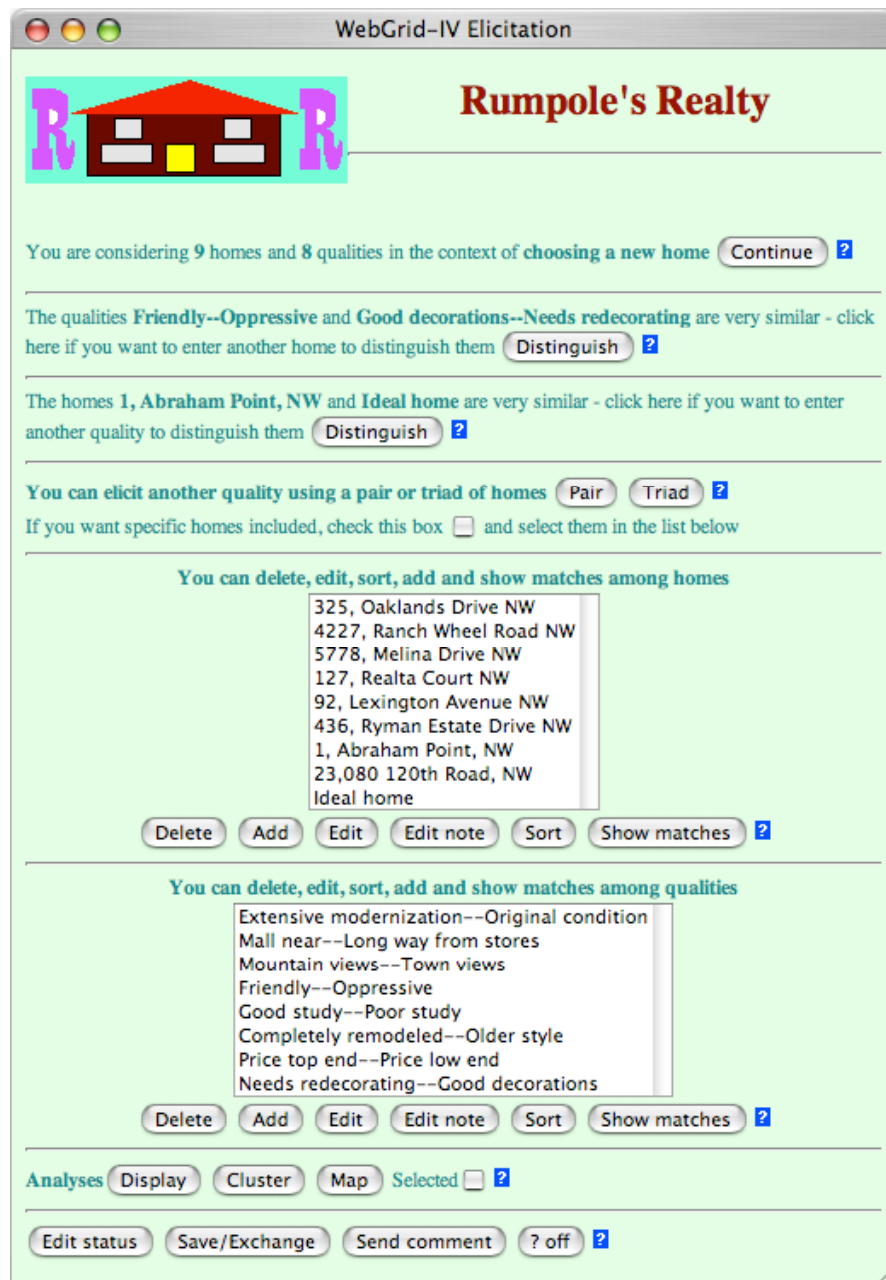 WebGrid-IV Elicitation
R R
Rumpole's Realty
You are considering 9 homes and 8 qualities in the context of choosing a new home Continue ?
The qualities Friendly--Oppressive and Good decorations--Needs redecorating are very similar - click
here if you want to enter another home to distinguish them Distinguish ?
The homes 1, Abraham Point, NW and Ideal home are very similar - click here if you want to enter
another quality to distinguish them Distinguish ?
You can elicit another quality using a pair or triad of homes Pair Triad ?
If you want specific homes included, check this box and select them in the list below
You can delete, edit, sort, add and show matches among homes
325, Oaklands Drive NW
4227, Ranch Wheel Road NW
5778, Melina Drive NW
127, Realta Court NW
92, Lexington Avenue NW
436, Ryman Estate Drive NW
1, Abraham Point, NW
23,080 120th Road, NW
Ideal home
Delete Add Edit Edit note Sort Show matches ?
You can delete, edit, sort, add and show matches among qualities
Extensive modernization--Original condition
Mall near--Long way from stores
Mountain views--Town views
Friendly--Oppressive
Good study--Poor study
Completely remodeled--Older style
Price top end--Price low end
Needs redecorating--Good decorations
Delete Add Edit Edit note Sort Show matches ?
Analyses Display Cluster Map Selected ?
Edit status Save/Exchange Send comment ? off ?